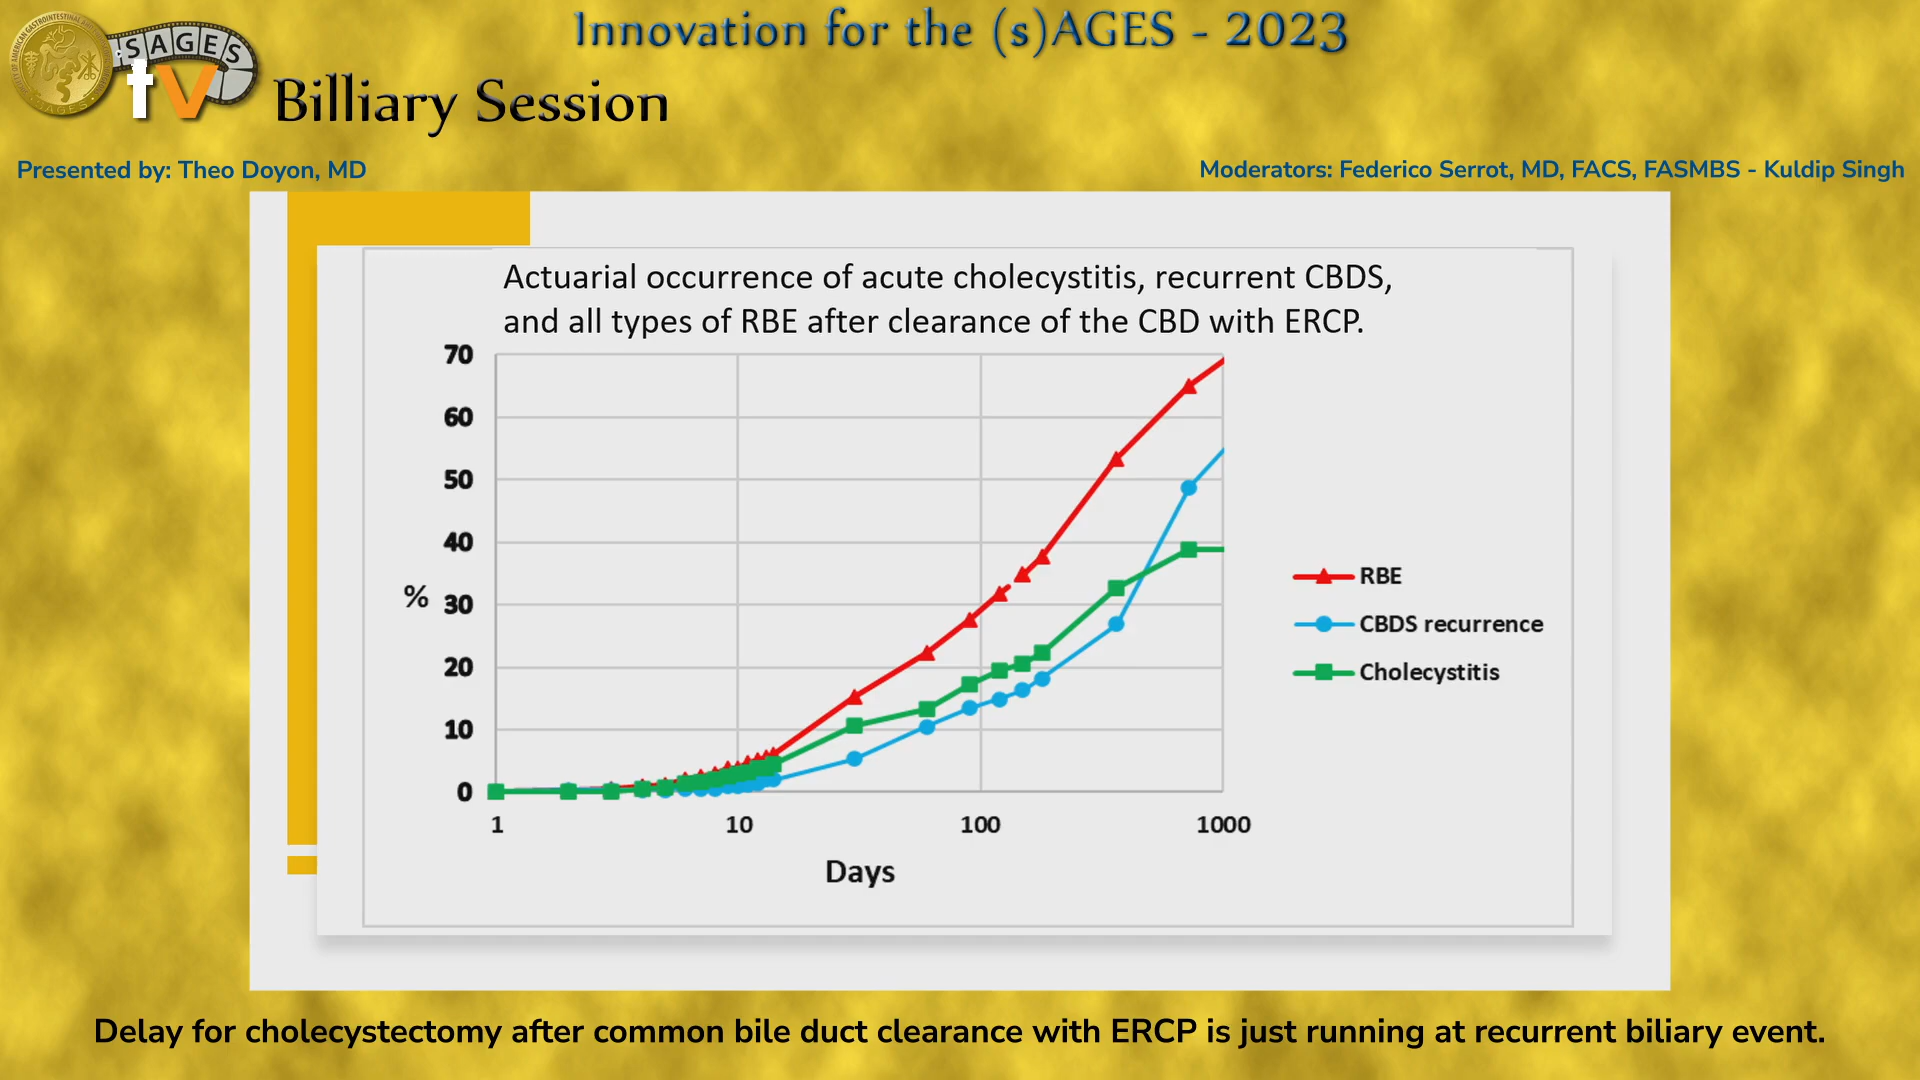 Innovation for the (s)AGES - 2023
SAGES
tv
Billiary Session
Presented by: Theo Doyon, MD
Moderators: Federico Serrot, MD, FACS, FASMBS - Kuldip Singh
Actuarial occurrence of acute cholecystitis, recurrent CBDS,
and all types of RBE after clearance of the CBD with ERCP.
70
60
50
40
%
30
20
10
0
1 10 100 1000
Days
RBE
CBDS recurrence
Cholecystitis
Delay for cholecystectomy after common bile duct clearance with ERCP is just running at recurrent biliary event.